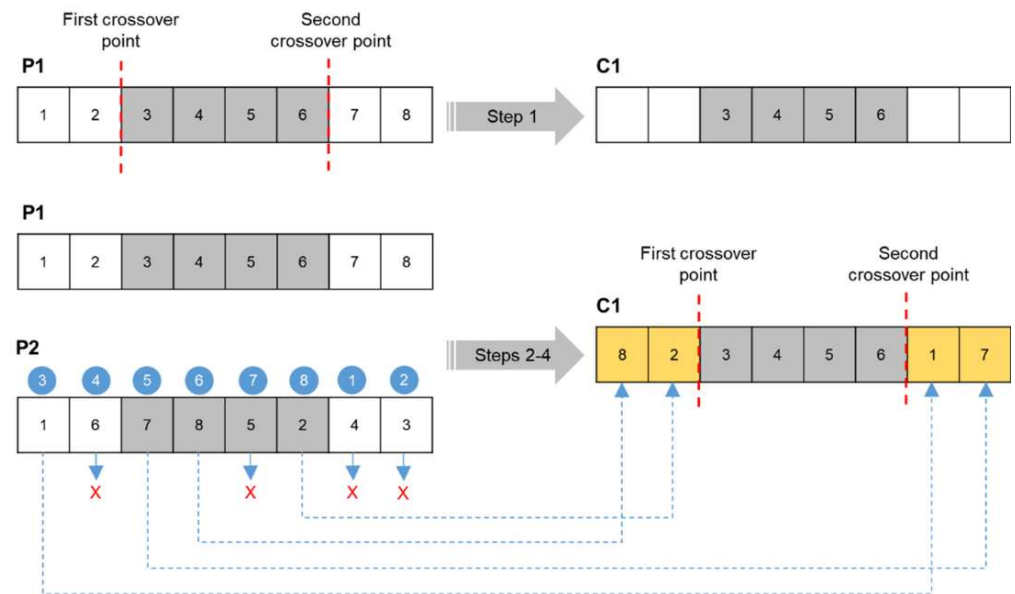 First crossover
point
Second
crossover point
P1
1 2 3 4 5 6 7 8
Step 1
C1
3 4 5 6
P1
1 2 3 4 5 6 7 8
First crossover
point
Second
crossover point
C1
8 2 3 4 5 6 1 7
Steps 2-4
P2
3 4 5 6 7 8 1 2
1 6 7 8 5 2 4 3
X X X X